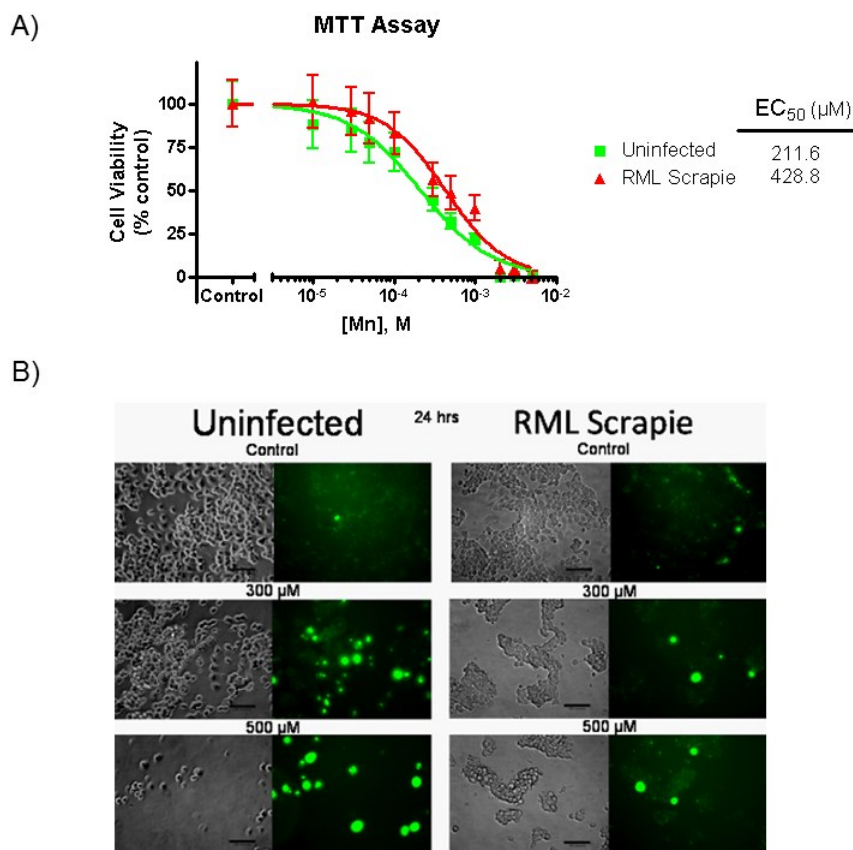 A)
MTT Assay
Cell Viability
(% control)
100
75
50
25
0
Control
10-5
10-4
10-3
10-2
[Mn], M
EC50 (µM)
Uninfected 211.6
RML Scrapie 428.8
B)
Uninfected 24 hrs RML Scrapie
Control Control
300 µM 300 µM
500 µM 500 µM